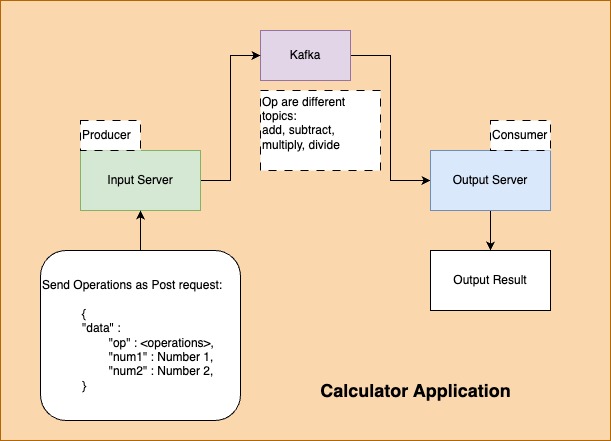 Kafka
Op are different
topics:
add, subtract,
multiply, divide
Producer
Consumer
Input Server
Output Server
Send Operations as Post request:
{
"data" :
"op" : <operations>,
"num1" : Number 1,
"num2" : Number 2,
}
Output Result
Calculator Application